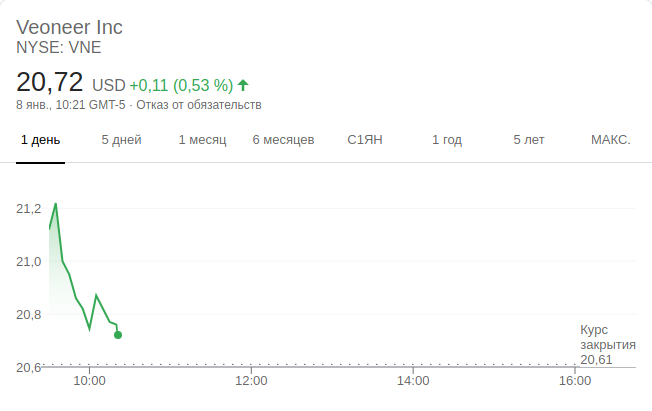 Veoneer Inc
NYSE: VNE
20,72 USD +0,11 (0,53 %)
8 янв., 10:21 GMT-5 · Отказ от обязательств
1 день 5 дней 1 месяц 6 месяцев С1ЯН 1 год 5 лет МАКС.
21,2
21,0
20,8
20,6
Курс
закрытия
20,61
10:00 12:00 14:00 16:00